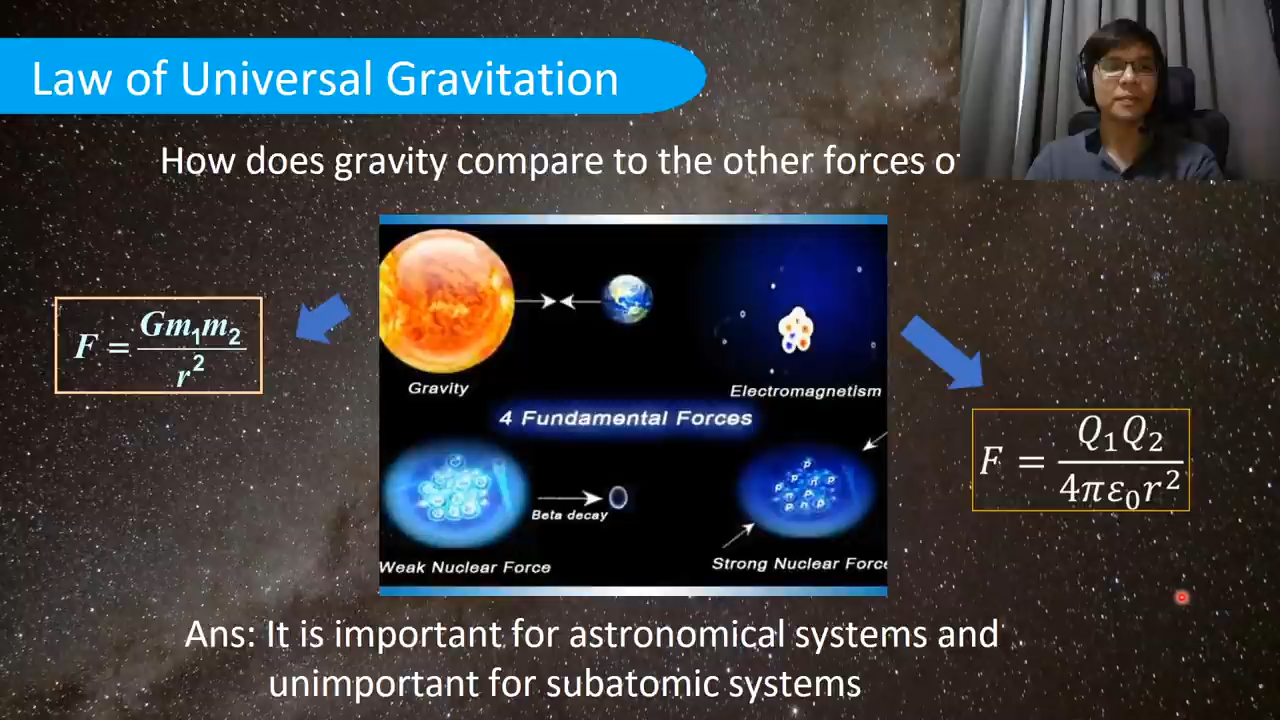 Law of Universal Gravitation
How does gravity compare to the other forces of
F = Gm₁m₂ / r²
Gravity
Electromagnetism
4 Fundamental Forces
F = Q₁Q₂ / 4πε₀r²
Beta decay
p p p n p n n p
Weak Nuclear Force
Strong Nuclear Force
Ans: It is important for astronomical systems and
unimportant for subatomic systems